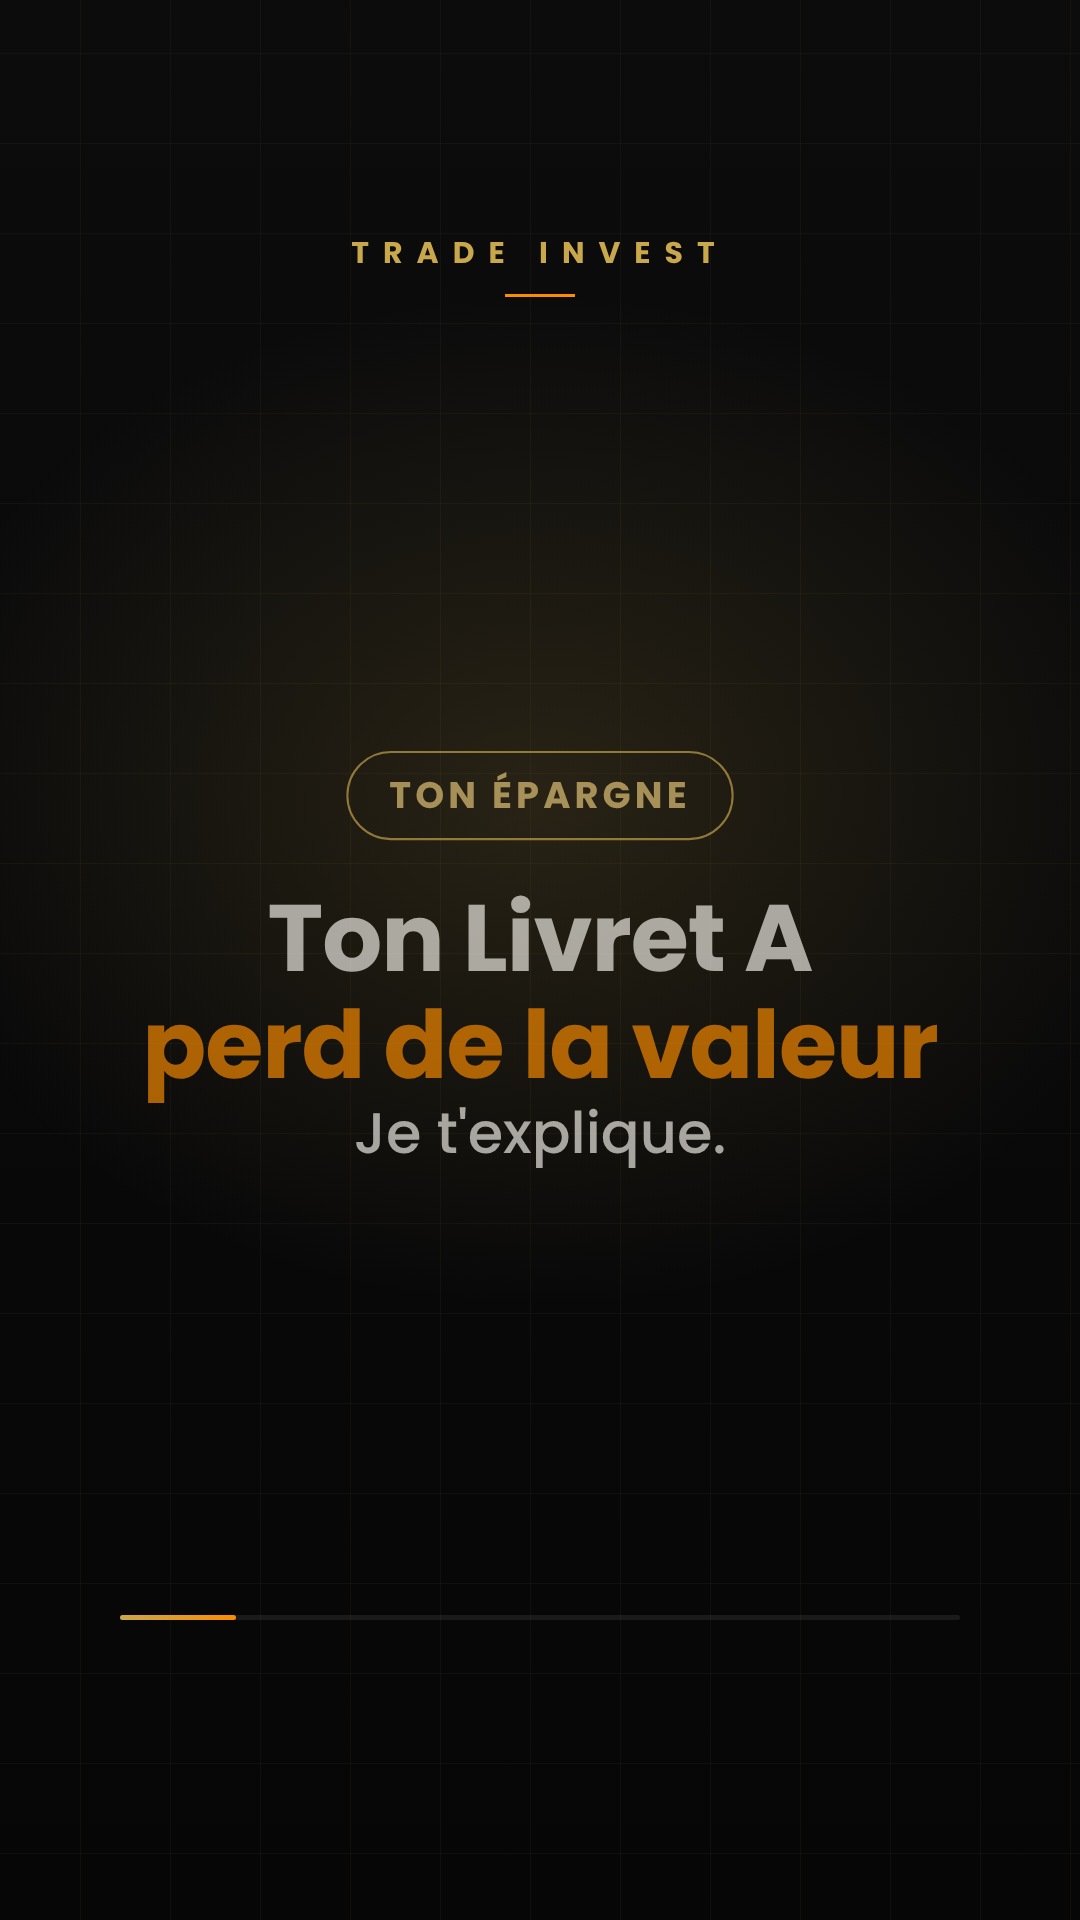 TRADE INVEST
TON ÉPARGNE
Ton Livret A
perd de la valeur
Je t'explique.